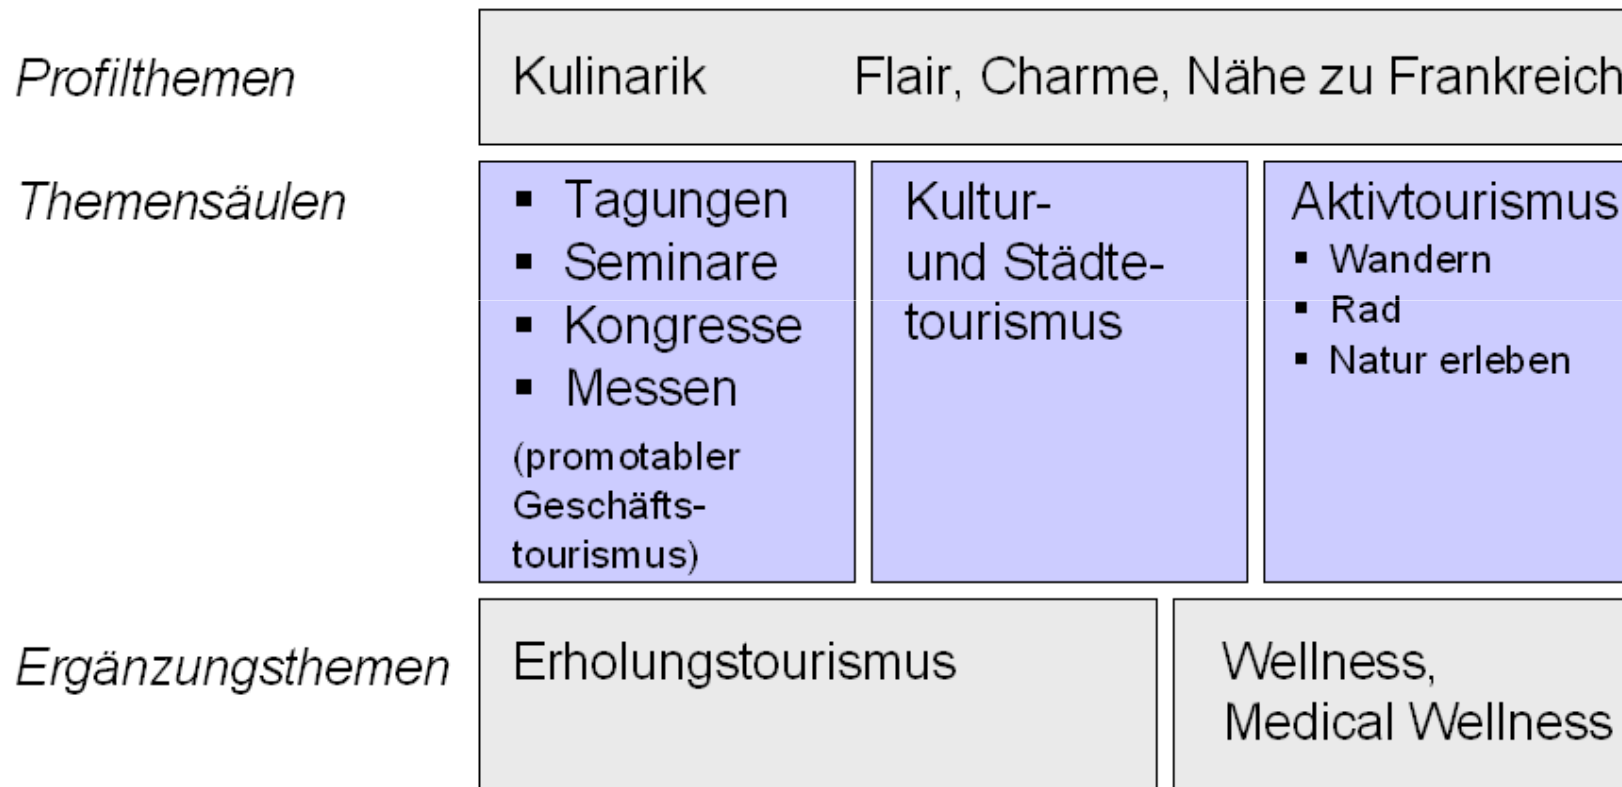 Profilthemen
Kulinarik Flair, Charme, Nähe zu Frankreich
Themensäulen
▪ Tagungen
▪ Seminare
▪ Kongresse
▪ Messen
(promotabler
Geschäfts-
tourismus)
Kultur-
und Städte-
tourismus
Aktivtourismus
▪ Wandern
▪ Rad
▪ Natur erleben
Ergänzungsthemen
Erholungstourismus
Wellness,
Medical Wellness